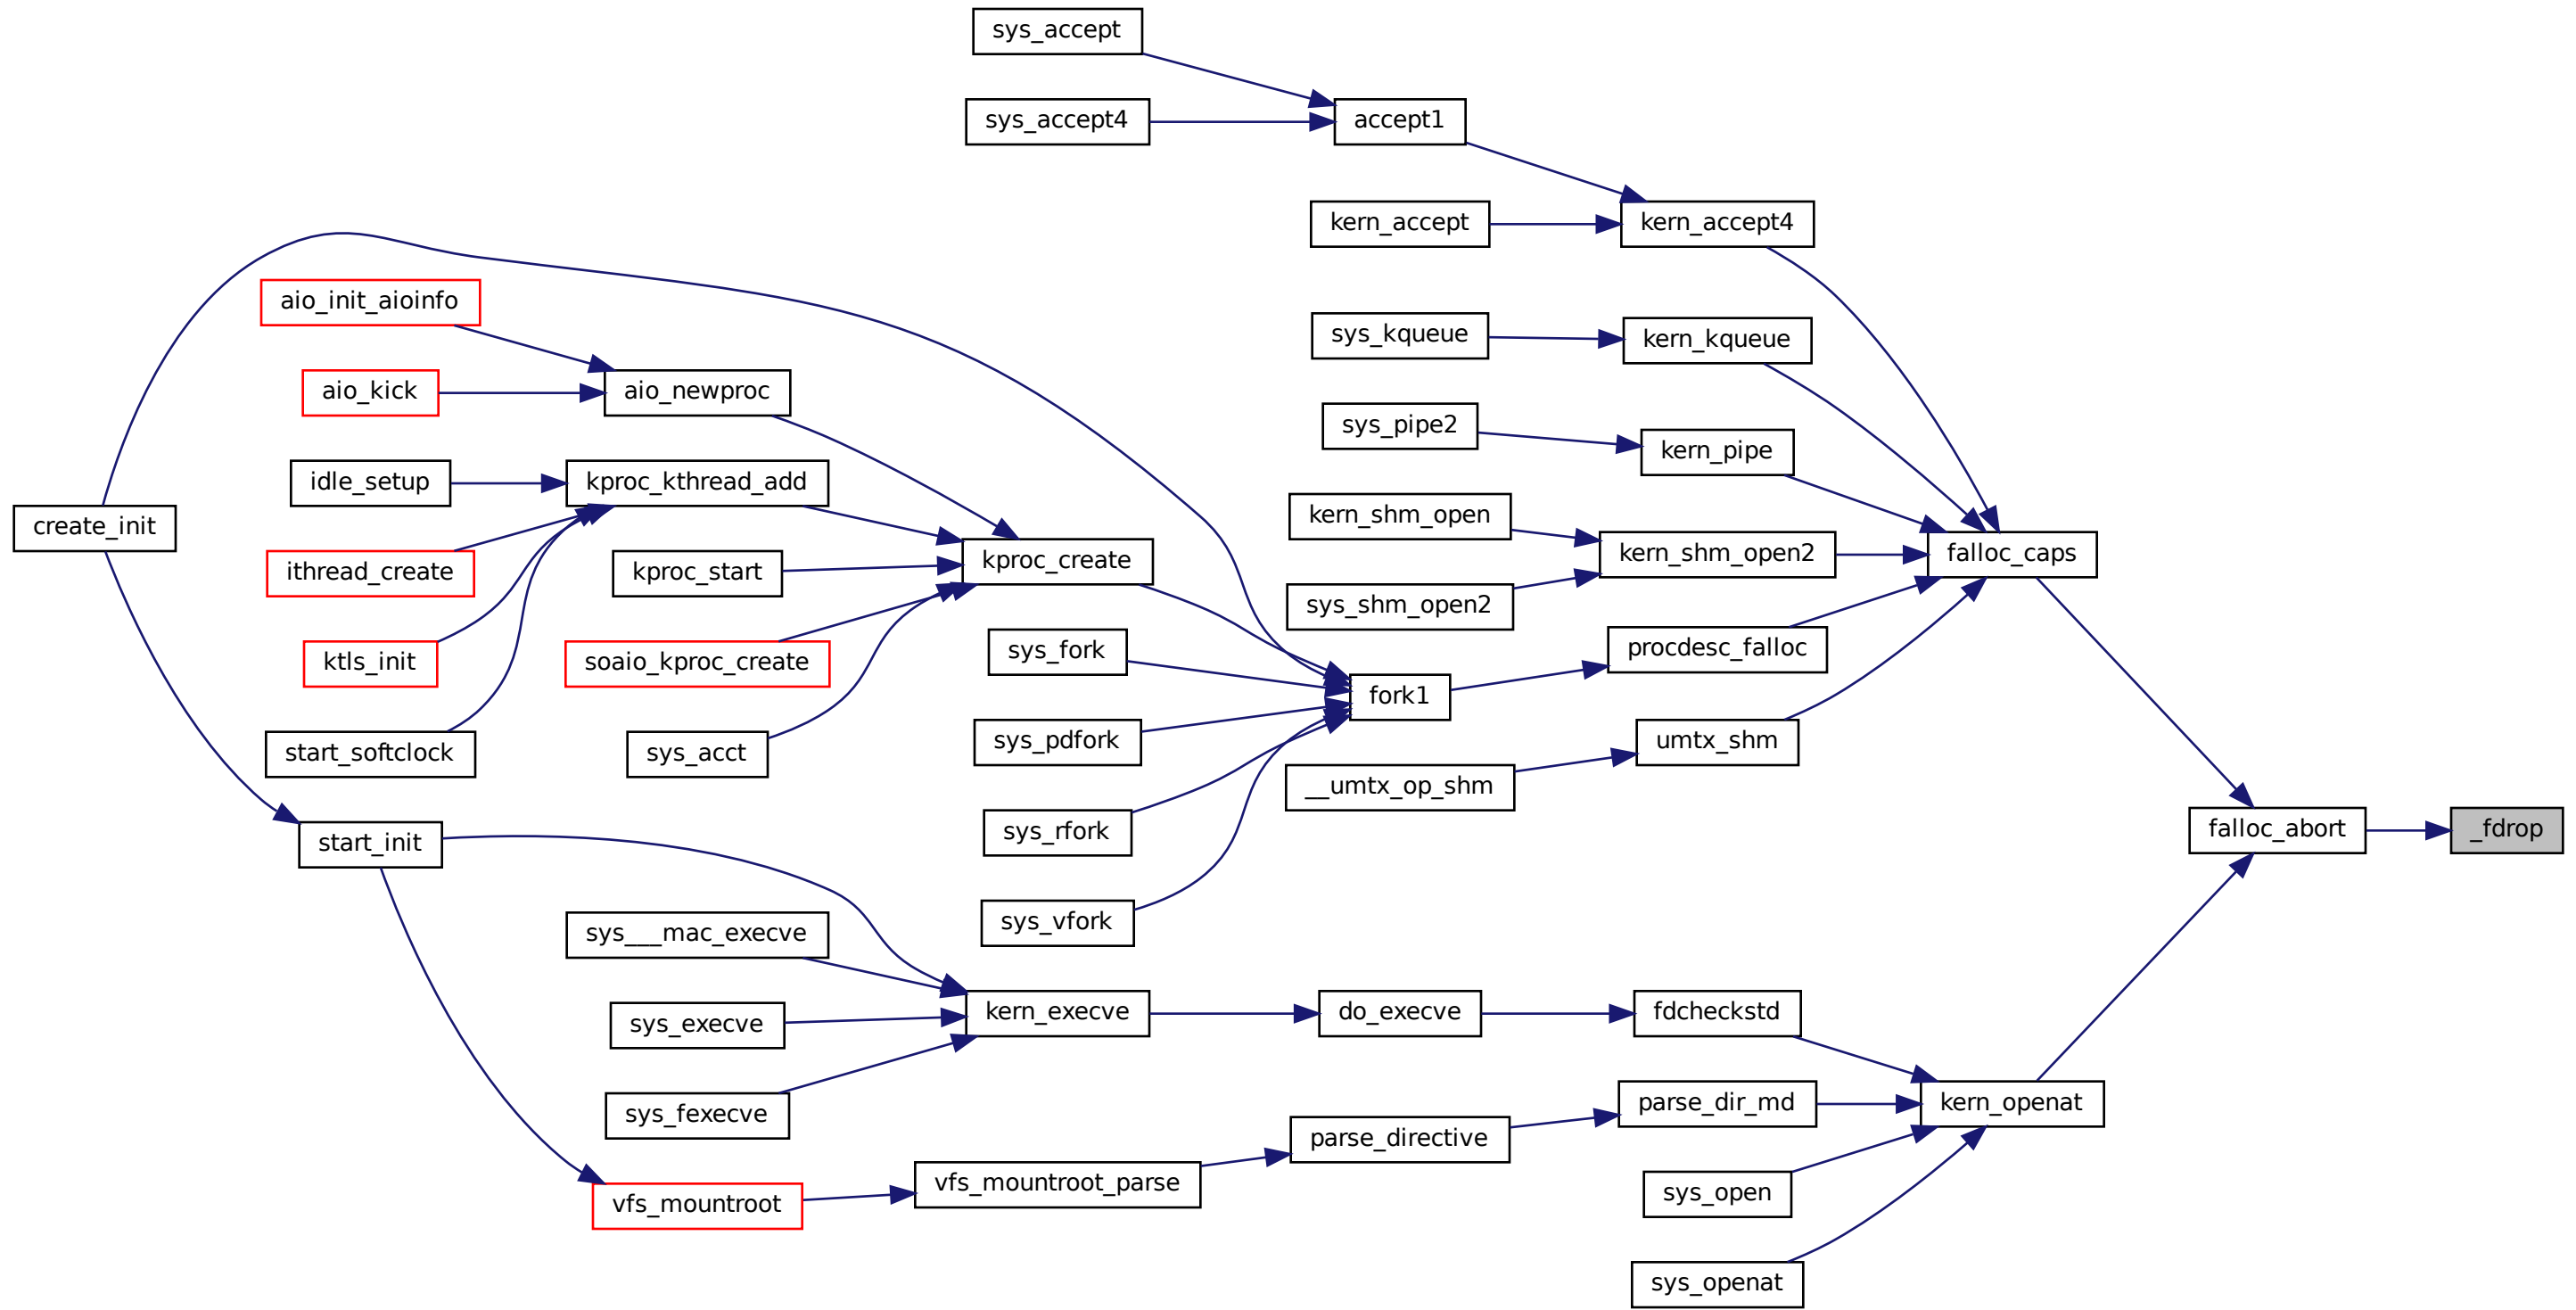 sys_accept
sys_accept4
accept1
kern_accept
kern_accept4
aio_init_aioinfo
sys_kqueue
kern_kqueue
aio_kick
aio_newproc
sys_pipe2
kern_pipe
idle_setup
kproc_kthread_add
kern_shm_open
create_init
kern_shm_open2
falloc_caps
kproc_create
ithread_create
kproc_start
sys_shm_open2
sys_fork
procdesc_falloc
ktls_init
soaio_kproc_create
fork1
sys_pdfork
umtx_shm
start_softclock
sys_acct
__umtx_op_shm
sys_rfork
falloc_abort
_fdrop
start_init
sys_vfork
sys___mac_execve
kern_execve
do_execve
fdcheckstd
sys_execve
kern_openat
parse_dir_md
sys_fexecve
parse_directive
vfs_mountroot_parse
sys_open
vfs_mountroot
sys_openat